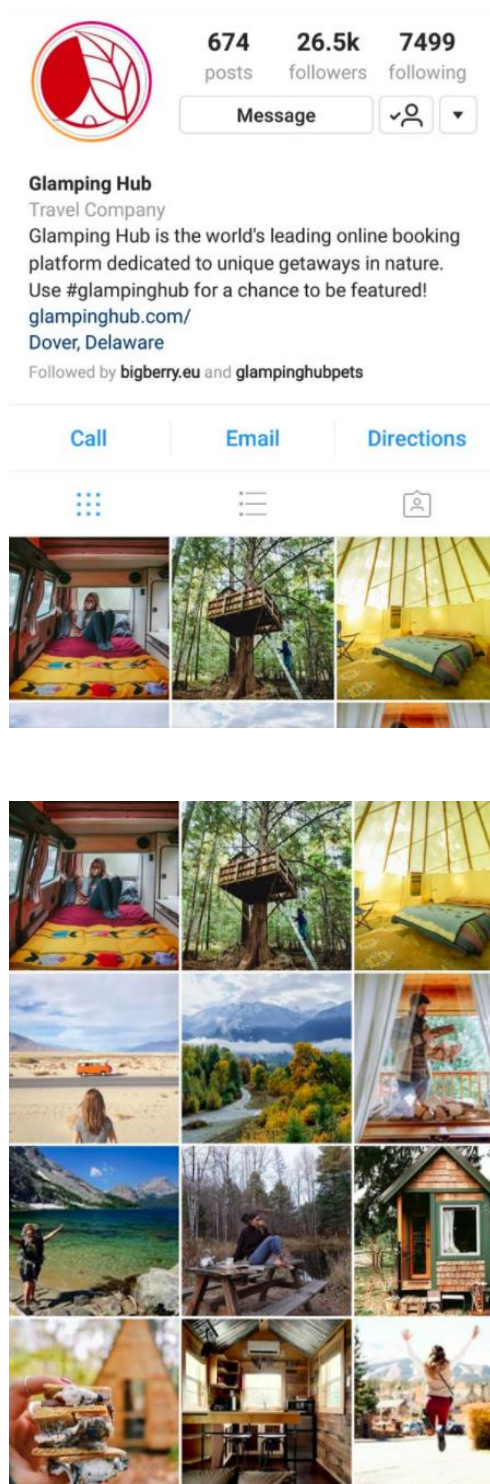 674 26.5k 7499
posts followers following
Message
Glamping Hub
Travel Company
Glamping Hub is the world's leading online booking
platform dedicated to unique getaways in nature.
Use #glampinghub for a chance to be featured!
glampinghub.com/
Dover, Delaware
Followed by bigberry.eu and glampinghubpets
Call Email Directions